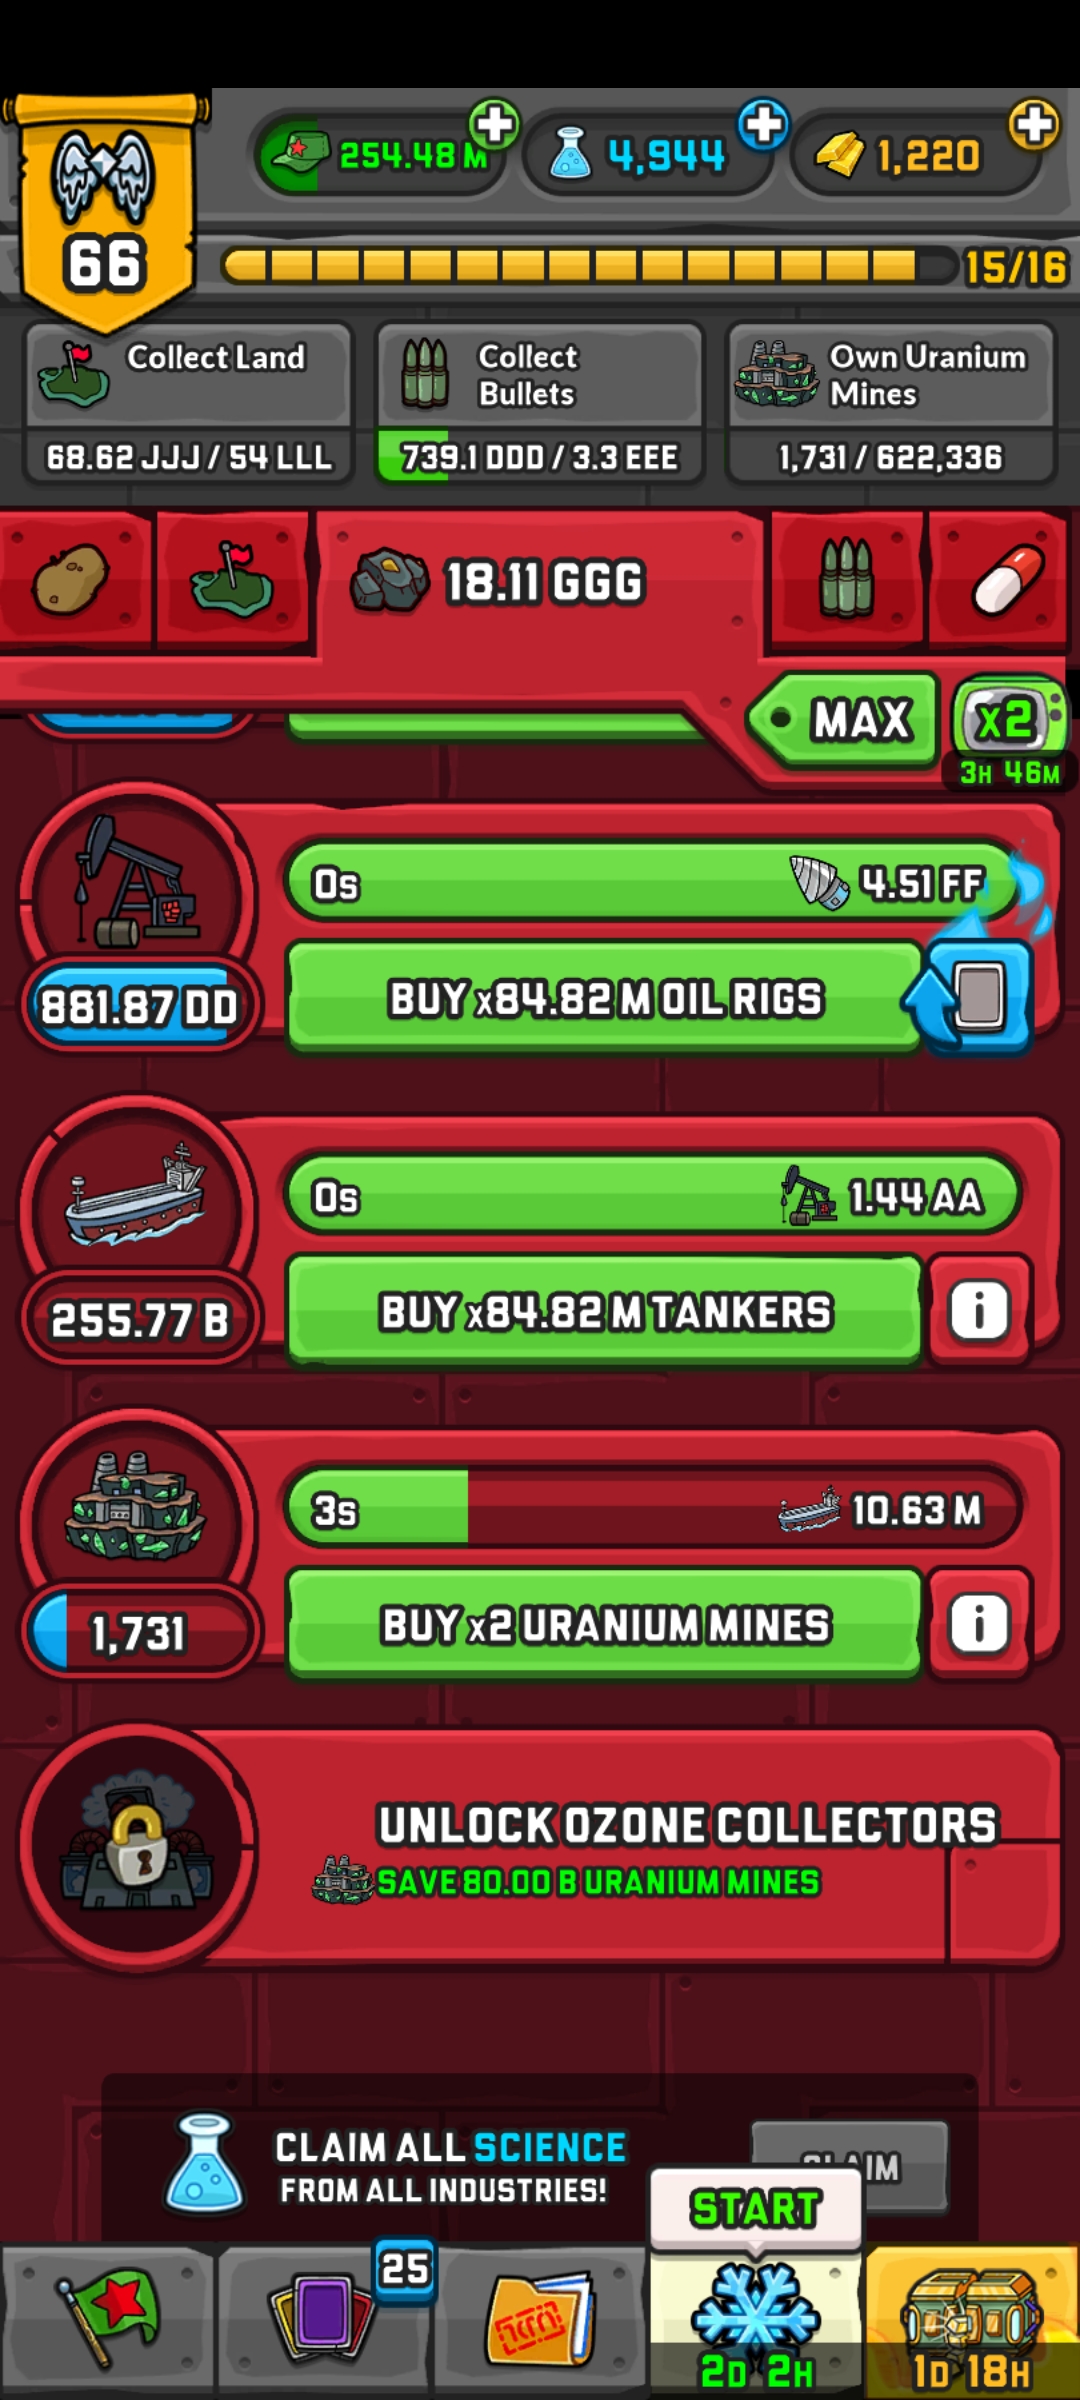 254.48 M
4,944
1,220
66
15/16
Collect Land
68.62 JJJ / 54 LLL
Collect
Bullets
739.1 DDD / 3.3 EEE
Own Uranium
Mines
1,731 / 622,336
18.11 GGG
MAX
x2
3H 46M
0s
4.51 FF
881.87 DD
BUY x84.82 M OIL RIGS
0s
1.44 AA
255.77 B
BUY x84.82 M TANKERS
i
3s
10.63 M
1,731
BUY x2 URANIUM MINES
i
UNLOCK OZONE COLLECTORS
SAVE 80.00 B URANIUM MINES
CLAIM ALL SCIENCE
FROM ALL INDUSTRIES!
CLAIM
START
25
2D 2H
1D 18H